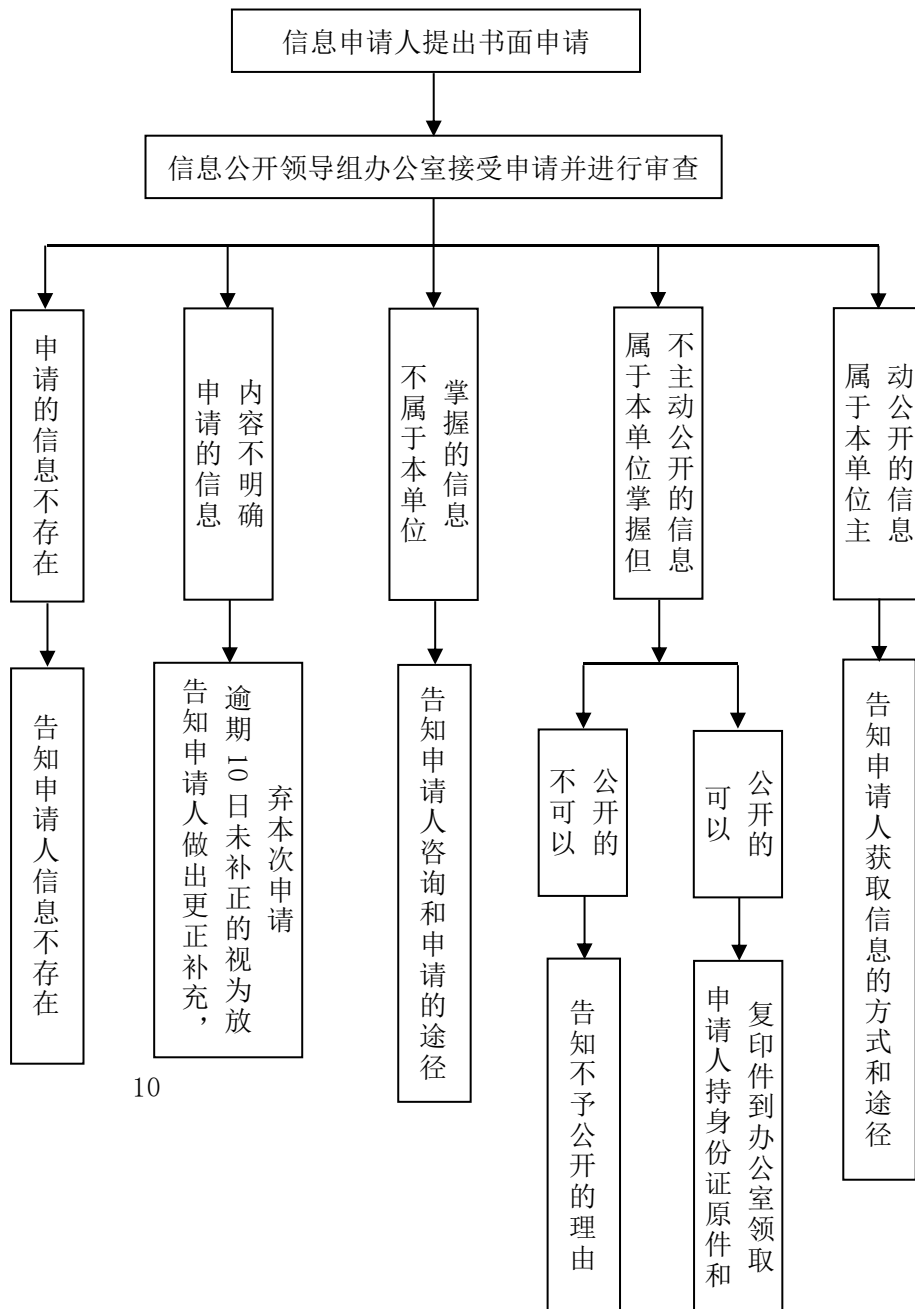 信息申请人提出书面申请
信息公开领导组办公室接受申请并进行审查
申请的信息不存在
申请的信息
内容不明确
不属于本单位
掌握的信息
属于本单位掌握但
不主动公开的信息
属于本单位主
动公开的信息
告知申请人信息不存在
告知申请人做出更正补充，
逾期 10 日未补正的视为放
弃本次申请
告知申请人咨询和申请的途径
不可以
公开的
可以
公开的
告知申请人获取信息的方式和途径
告知不予公开的理由
申请人持身份证原件和
复印件到办公室领取
10